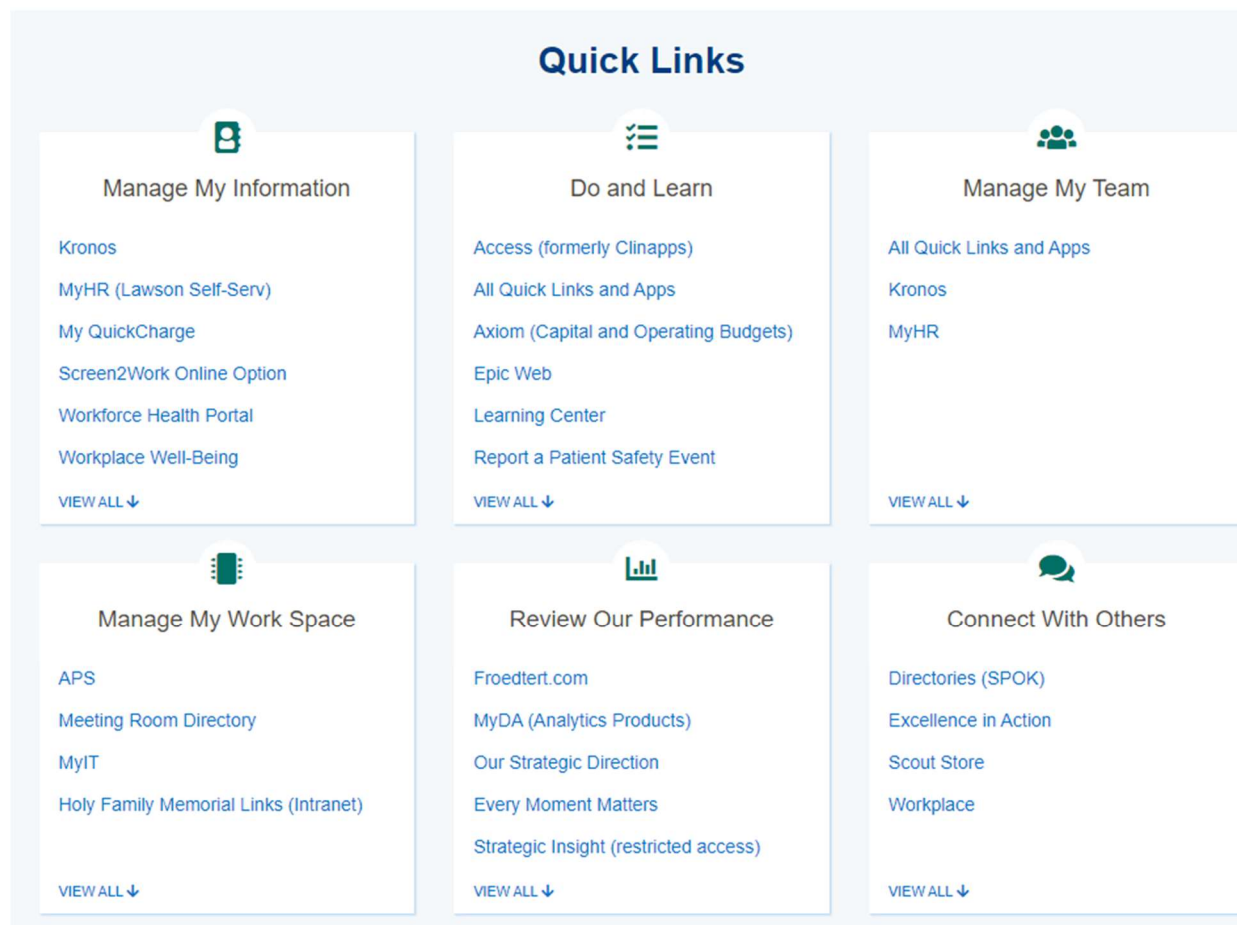 Quick Links
Manage My Information
Kronos
MyHR (Lawson Self-Serv)
My QuickCharge
Screen2Work Online Option
Workforce Health Portal
Workplace Well-Being
VIEW ALL
Do and Learn
Access (formerly Clinapps)
All Quick Links and Apps
Axiom (Capital and Operating Budgets)
Epic Web
Learning Center
Report a Patient Safety Event
VIEW ALL
Manage My Team
All Quick Links and Apps
Kronos
MyHR
VIEW ALL
Manage My Work Space
APS
Meeting Room Directory
MyIT
Holy Family Memorial Links (Intranet)
VIEW ALL
Review Our Performance
Froedtert.com
MyDA (Analytics Products)
Our Strategic Direction
Every Moment Matters
Strategic Insight (restricted access)
VIEW ALL
Connect With Others
Directories (SPOK)
Excellence in Action
Scout Store
Workplace
VIEW ALL